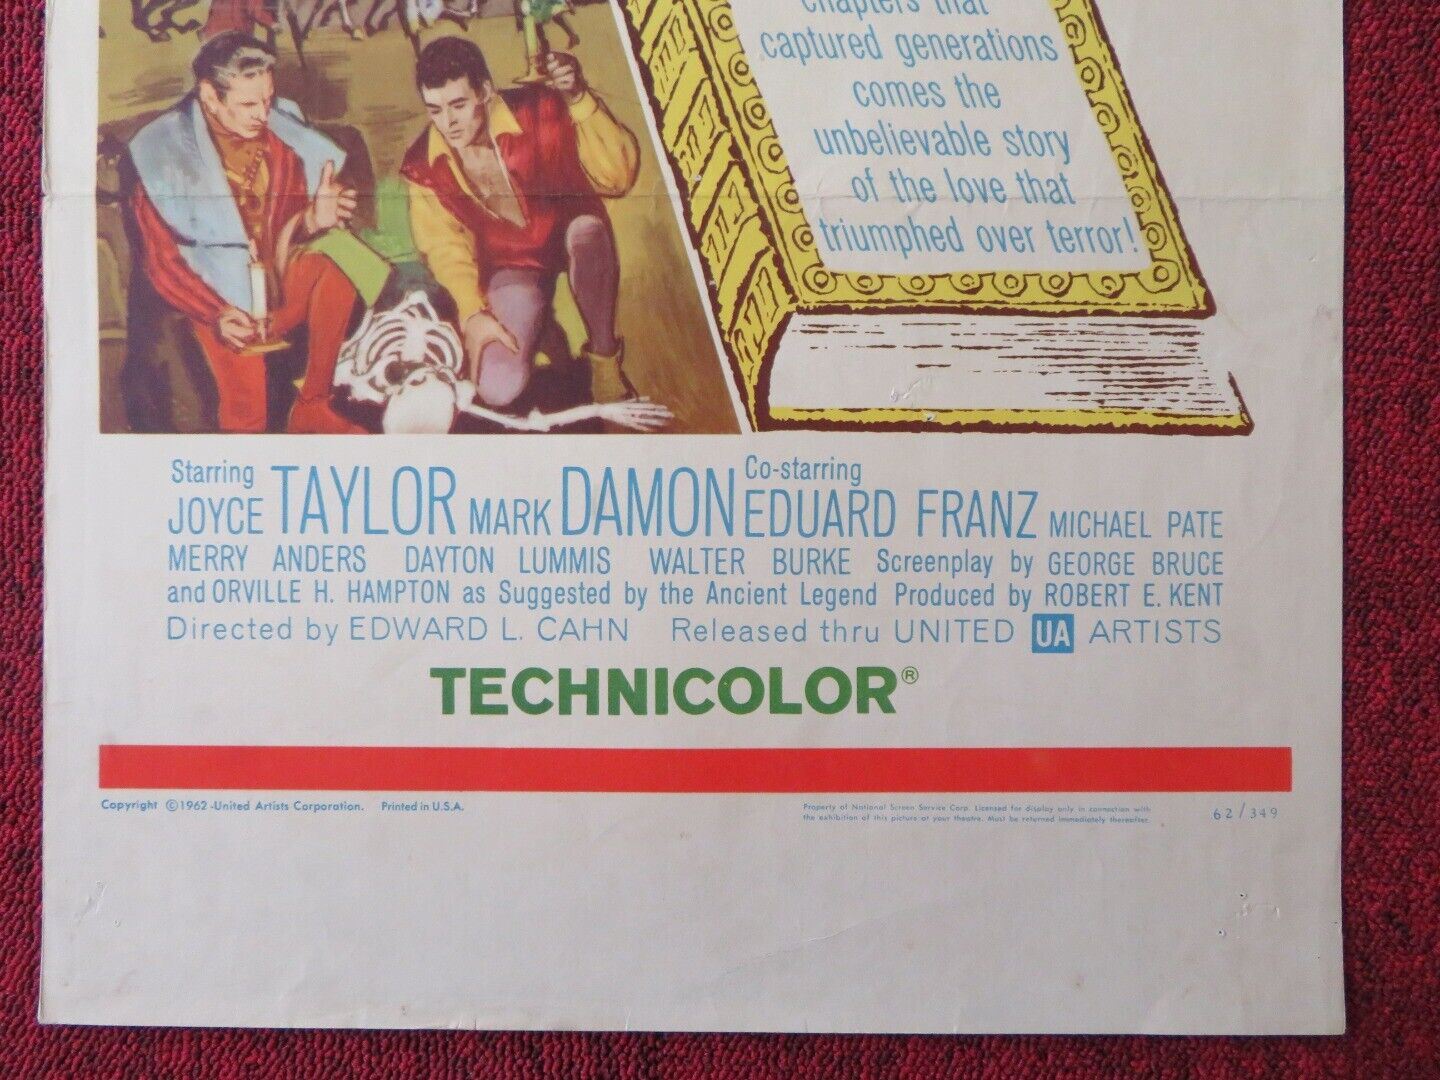 chapters that
captured generations
comes the
unbelievable story
of the love that
triumphed over terror!
Starring JOYCE TAYLOR MARK DAMON Co-starring EDUARD FRANZ MICHAEL PATE
MERRY ANDERS DAYTON LUMMIS WALTER BURKE Screenplay by GEORGE BRUCE
and ORVILLE H. HAMPTON as Suggested by the Ancient Legend Produced by ROBERT E. KENT
Directed by EDWARD L. CAHN Released thru UNITED UA ARTISTS
TECHNICOLOR®
Copyright ©1962-United Artists Corporation. Printed in U.S.A.
Property of National Screen Service Corp. Licensed for display only in connection with
the exhibition of this picture at your theatre. Must be returned immediately thereafter.
62/349